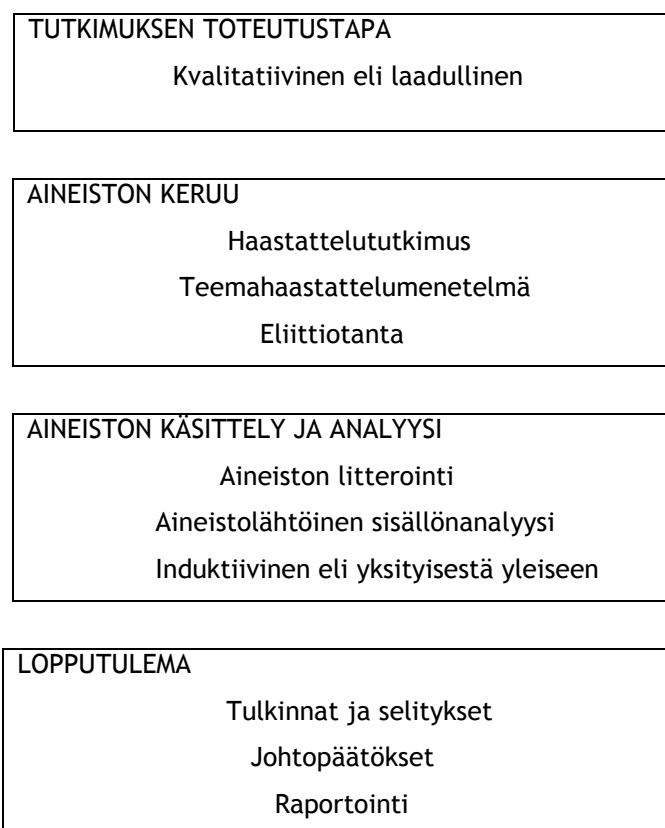 TUTKIMUKSEN TOTEUTUSTAPA
Kvalitatiivinen eli laadullinen
AINEISTON KERUU
Haastattelututkimus
Teemahaastattelumenetelmä
Eliittiotanta
AINEISTON KÄSITTELY JA ANALYYSI
Aineiston litterointi
Aineistolähtöinen sisällönanalyysi
Induktiivinen eli yksityisestä yleiseen
LOPPUTULEMA
Tulkinnat ja selitykset
Johtopäätökset
Raportointi